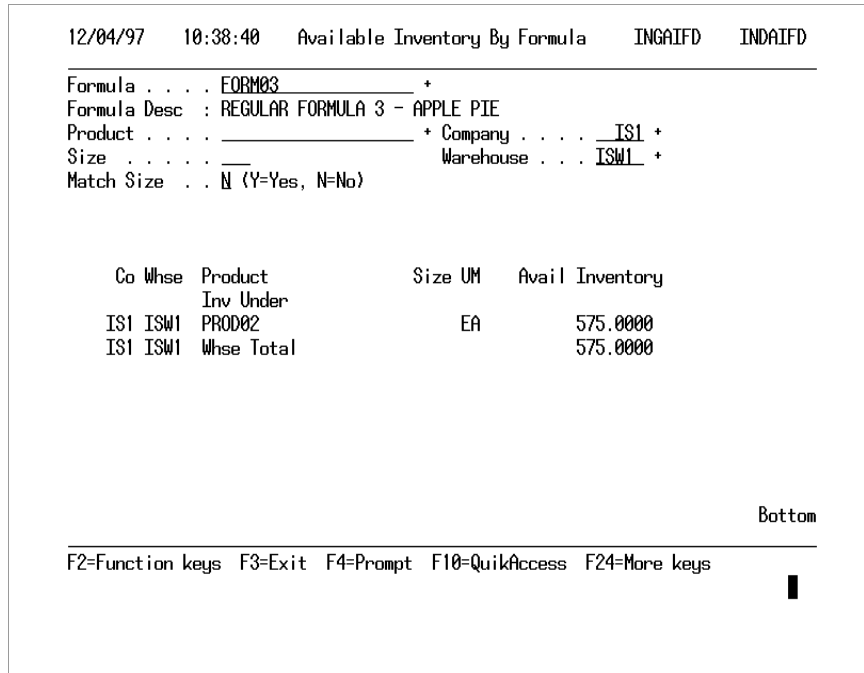 12/04/97 10:38:40 Available Inventory By Formula INGAIFD INDAIFD
Formula . . . . FORM03 +
Formula Desc : REGULAR FORMULA 3 - APPLE PIE
Product . . . . + Company . . . . IS1 +
Size . . . . . Warehouse . . . ISW1 +
Match Size . . N (Y=Yes, N=No)
Co Whse Product Size UM Avail Inventory
Inv Under
IS1 ISW1 PROD02 EA 575.0000
IS1 ISW1 Whse Total 575.0000
Bottom
F2=Function keys F3=Exit F4=Prompt F10=QuikAccess F24=More keys